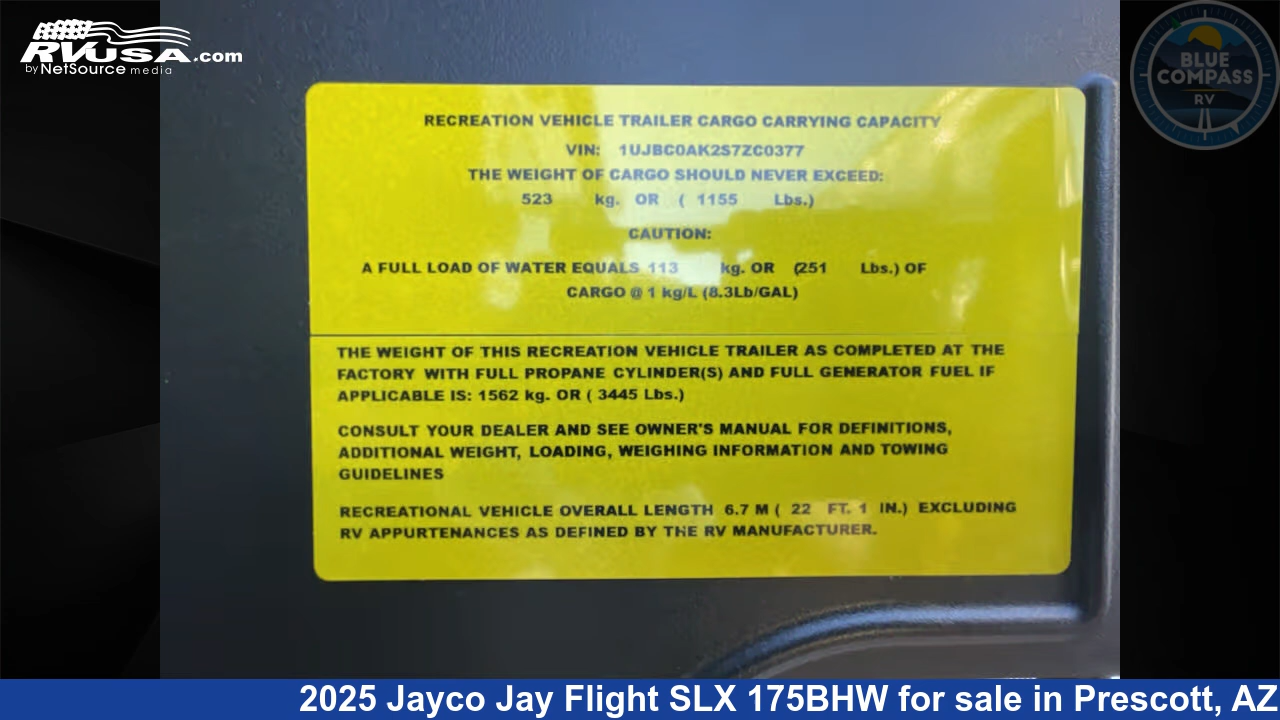 RVUSA.com
by NetSource media
BLUE
COMPASS
RV
RECREATION VEHICLE TRAILER CARGO CARRYING CAPACITY
VIN: 1UJBC0AK2S7ZC0377
THE WEIGHT OF CARGO SHOULD NEVER EXCEED:
523 kg. OR ( 1155 Lbs.)
CAUTION:
A FULL LOAD OF WATER EQUALS 113 kg. OR (251 Lbs.) OF
CARGO @ 1 kg/L (8.3Lb/GAL)
THE WEIGHT OF THIS RECREATION VEHICLE TRAILER AS COMPLETED AT THE
FACTORY WITH FULL PROPANE CYLINDER(S) AND FULL GENERATOR FUEL IF
APPLICABLE IS: 1562 kg. OR ( 3445 Lbs.)
CONSULT YOUR DEALER AND SEE OWNER'S MANUAL FOR DEFINITIONS,
ADDITIONAL WEIGHT, LOADING, WEIGHING INFORMATION AND TOWING
GUIDELINES
RECREATIONAL VEHICLE OVERALL LENGTH 6.7 M ( 22 FT. 1 IN.) EXCLUDING
RV APPURTENANCES AS DEFINED BY THE RV MANUFACTURER.
2025 Jayco Jay Flight SLX 175BHW for sale in Prescott, AZ